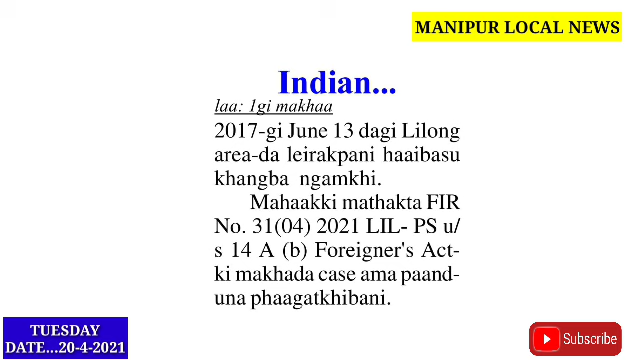 MANIPUR LOCAL NEWS
Indian...
laa: 1gi makhaa
2017-gi June 13 dagi Lilong
area-da leirakpani haaibasu
khangba ngamkhi.
Mahaakki mathakta FIR
No. 31(04) 2021 LIL- PS u/
s 14 A (b) Foreigner's Act-
ki makhada case ama paand-
una phaagatkhibani.
TUESDAY
DATE...20-4-2021
Subscribe